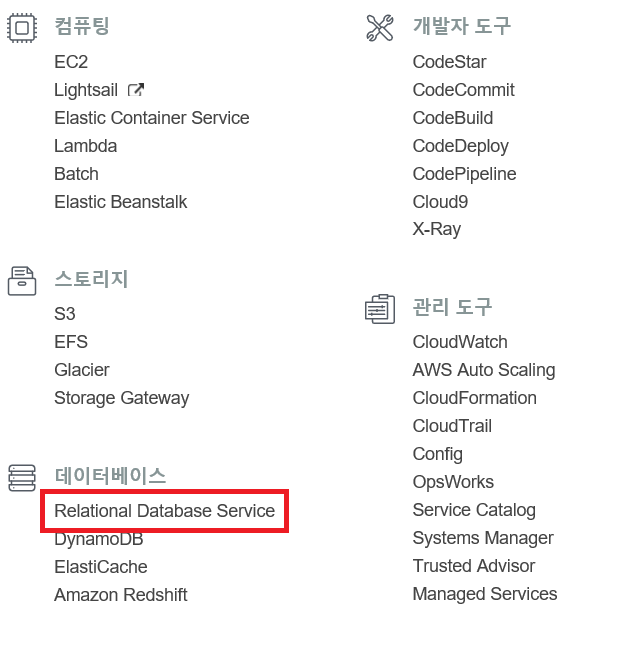 컴퓨팅
EC2
Lightsail
Elastic Container Service
Lambda
Batch
Elastic Beanstalk
스토리지
S3
EFS
Glacier
Storage Gateway
데이터베이스
Relational Database Service
DynamoDB
ElastiCache
Amazon Redshift
개발자 도구
CodeStar
CodeCommit
CodeBuild
CodeDeploy
CodePipeline
Cloud9
X-Ray
관리 도구
CloudWatch
AWS Auto Scaling
CloudFormation
CloudTrail
Config
OpsWorks
Service Catalog
Systems Manager
Trusted Advisor
Managed Services